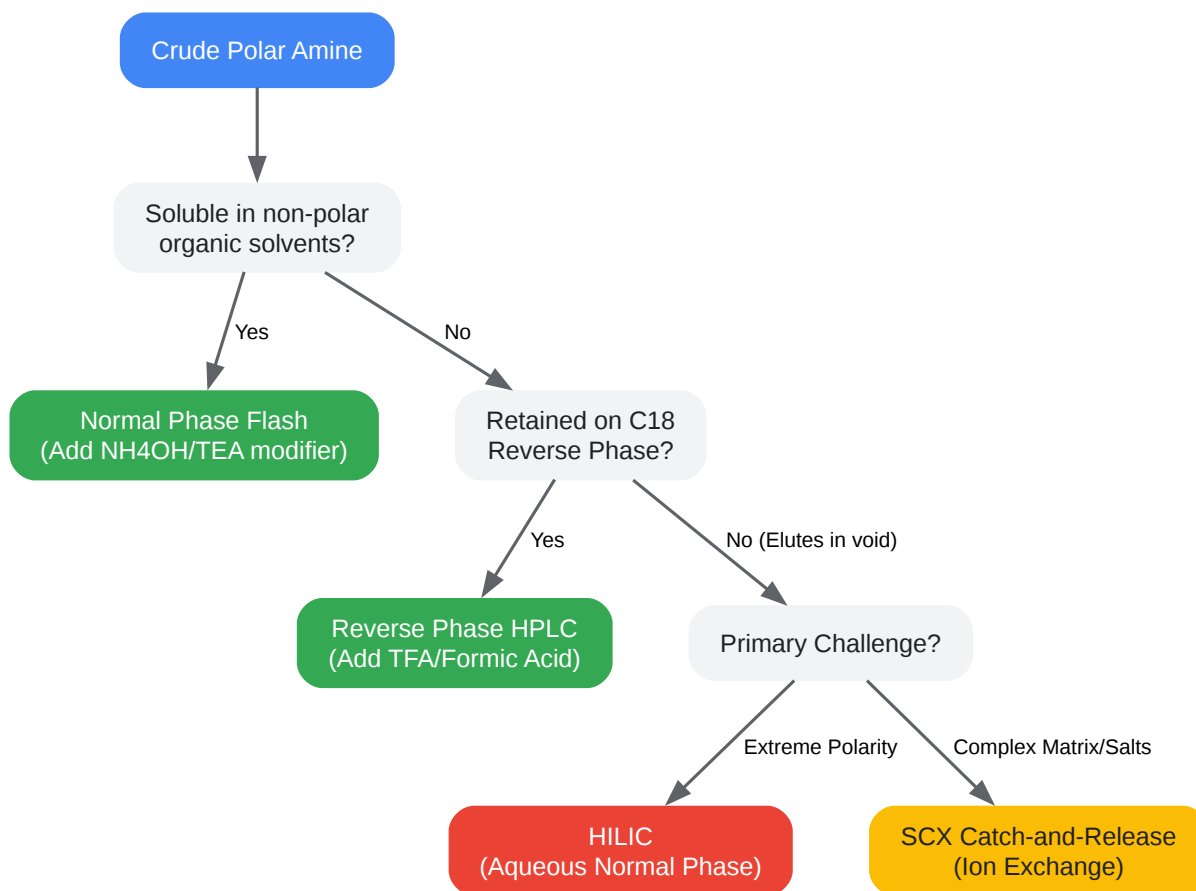 Crude Polar Amine
Soluble in non-polar
organic solvents?
Yes
No
Normal Phase Flash
(Add NH4OH/TEA modifier)
Retained on C18
Reverse Phase?
Yes
No (Elutes in void)
Reverse Phase HPLC
(Add TFA/Formic Acid)
Primary Challenge?
Extreme Polarity
Complex Matrix/Salts
HILIC
(Aqueous Normal Phase)
SCX Catch-and-Release
(Ion Exchange)